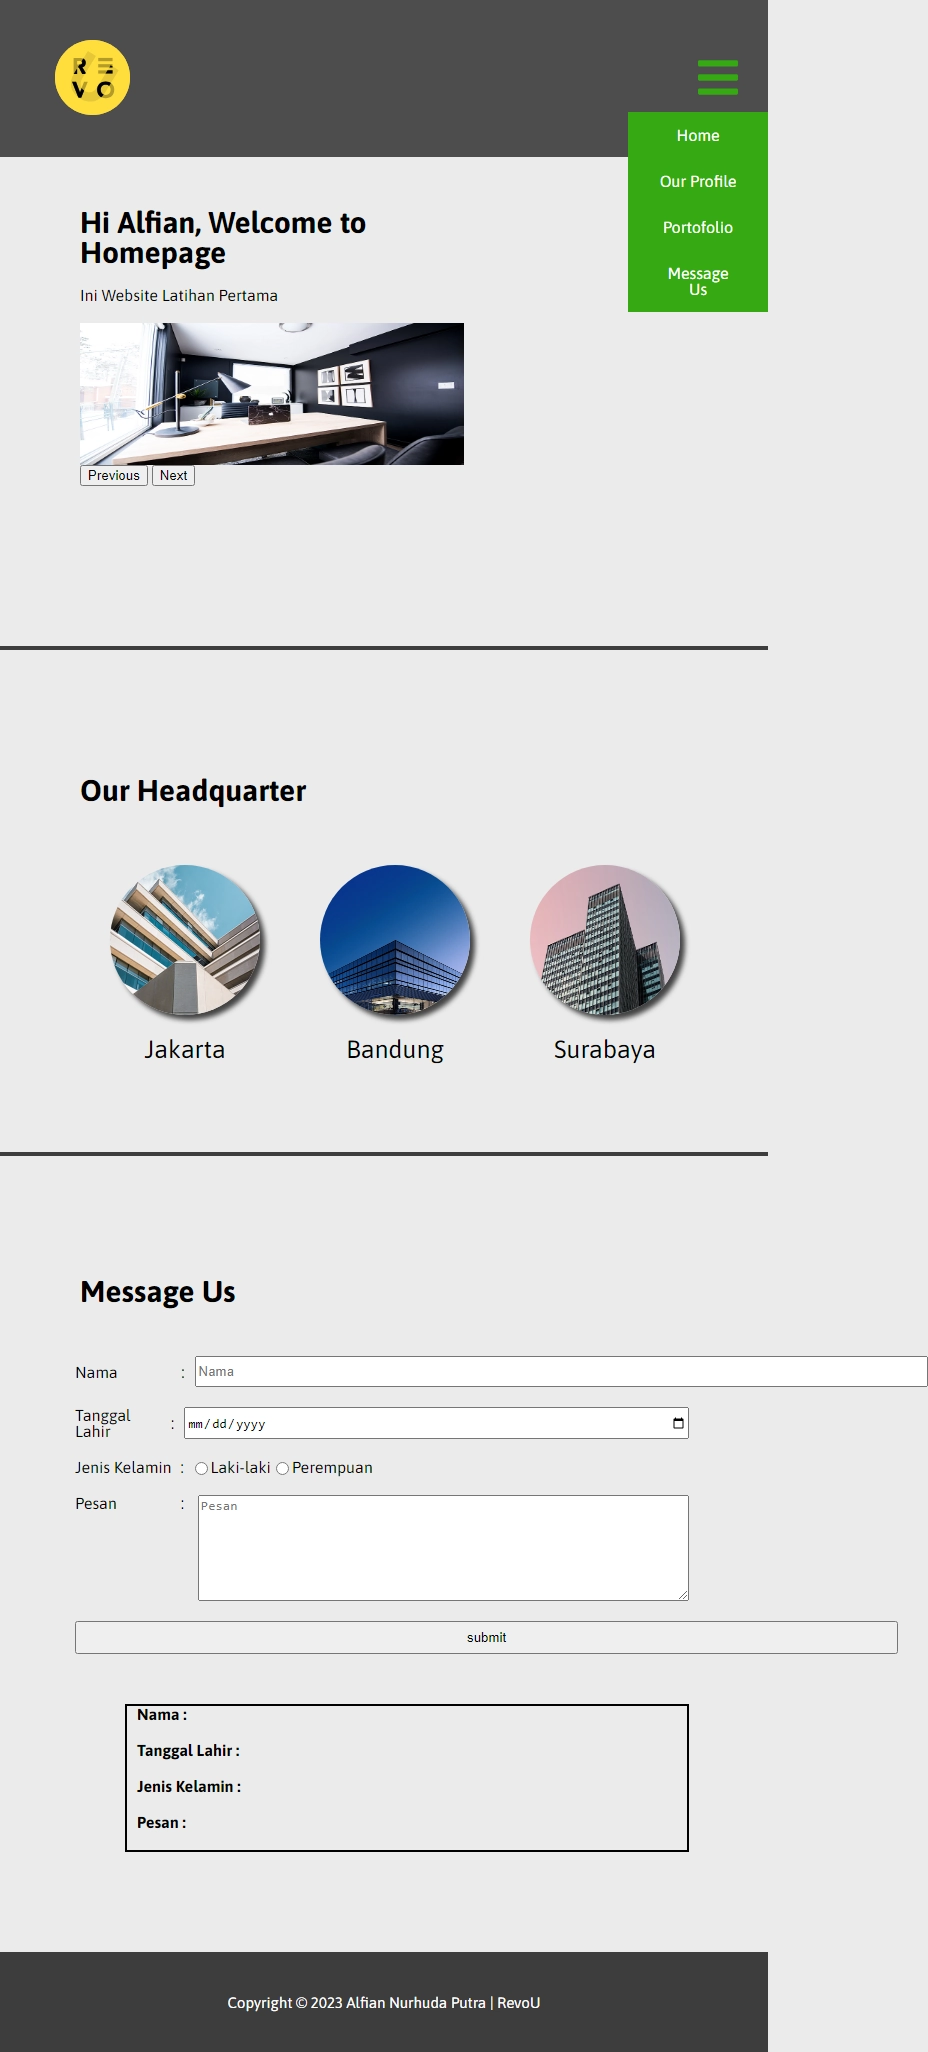 RE
VO
Home
Our Profile
Portofolio
Message
Us
Hi Alfian, Welcome to
Homepage
Ini Website Latihan Pertama
Previous Next
Our Headquarter
Jakarta Bandung Surabaya
Message Us
Nama : Nama
Tanggal
Lahir : mm/dd/yyyy
Jenis Kelamin : Laki-laki Perempuan
Pesan : Pesan
submit
Nama :
Tanggal Lahir :
Jenis Kelamin :
Pesan :
Copyright © 2023 Alfian Nurhuda Putra | RevoU